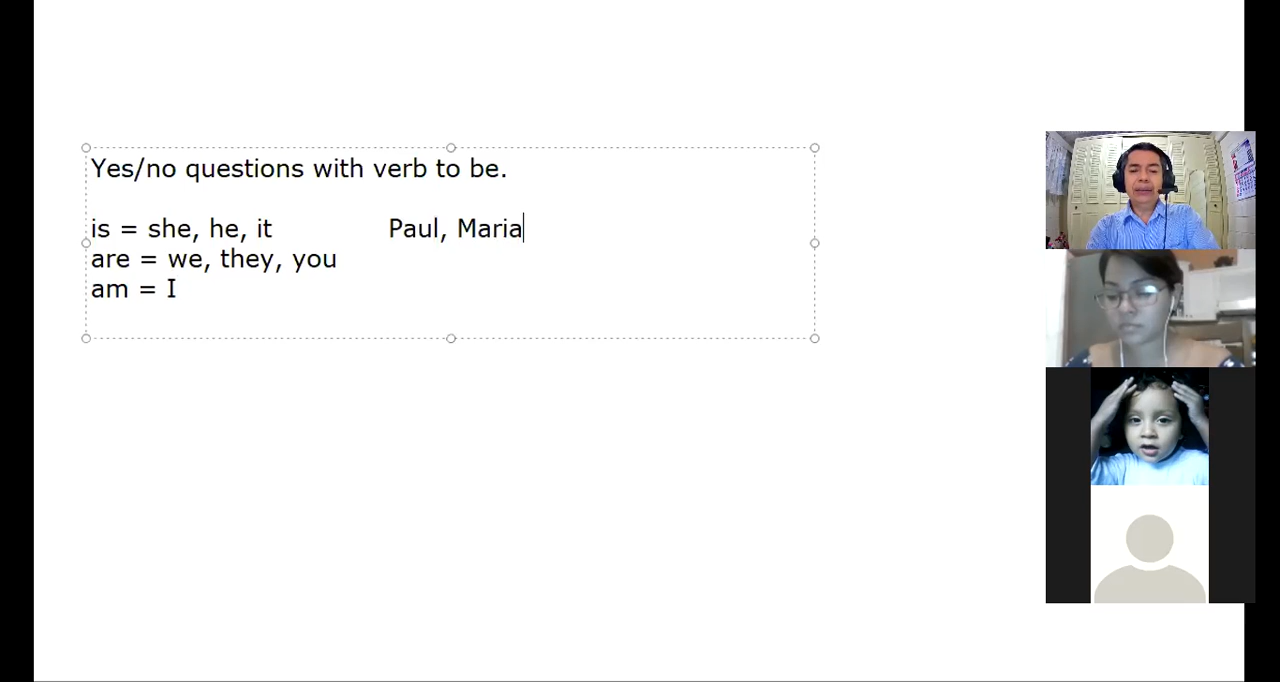 Yes/no questions with verb to be.
is = she, he, it Paul, Maria
are = we, they, you
am = I